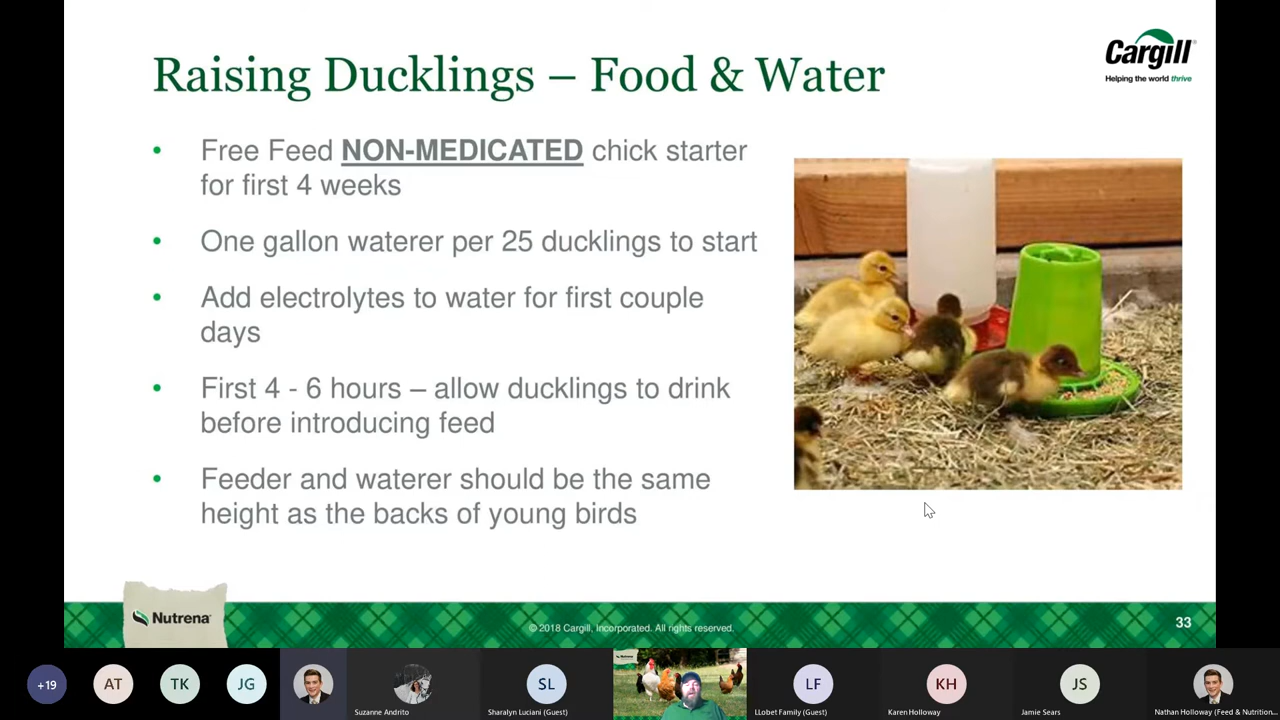 Raising Ducklings – Food & Water
Cargill®
Helping the world thrive
• Free Feed NON-MEDICATED chick starter
for first 4 weeks
• One gallon waterer per 25 ducklings to start
• Add electrolytes to water for first couple
days
• First 4 - 6 hours – allow ducklings to drink
before introducing feed
• Feeder and waterer should be the same
height as the backs of young birds
Nutrena®
© 2018 Cargill, Incorporated. All rights reserved.
33
+19
AT
TK
JG
Suzanne Andrito
SL
Sharalyn Luciani (Guest)
Nutrena
LF
LLobet Family (Guest)
KH
Karen Holloway
JS
Jamie Sears
Nathan Holloway (Feed & Nutrition...